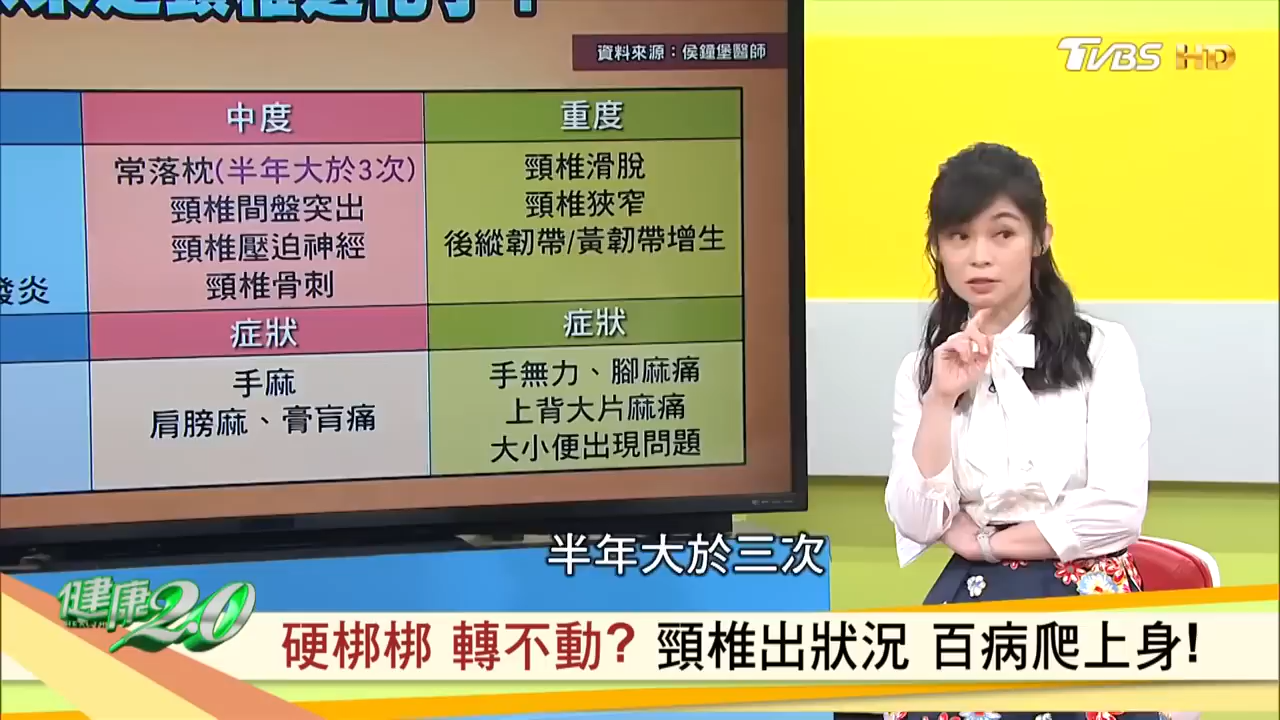 資料來源：侯鐘堡醫師
TVBS HD
中度
重度
常落枕(半年大於3次)
頸椎間盤突出
頸椎壓迫神經
頸椎骨刺
頸椎滑脫
頸椎狹窄
後縱韌帶/黃韌帶增生
發炎
症狀
症狀
手麻
肩膀麻、膏肓痛
手無力、腳麻痛
上背大片麻痛
大小便出現問題
半年大於三次
健康2.0
硬梆梆 轉不動? 頸椎出狀況 百病爬上身!